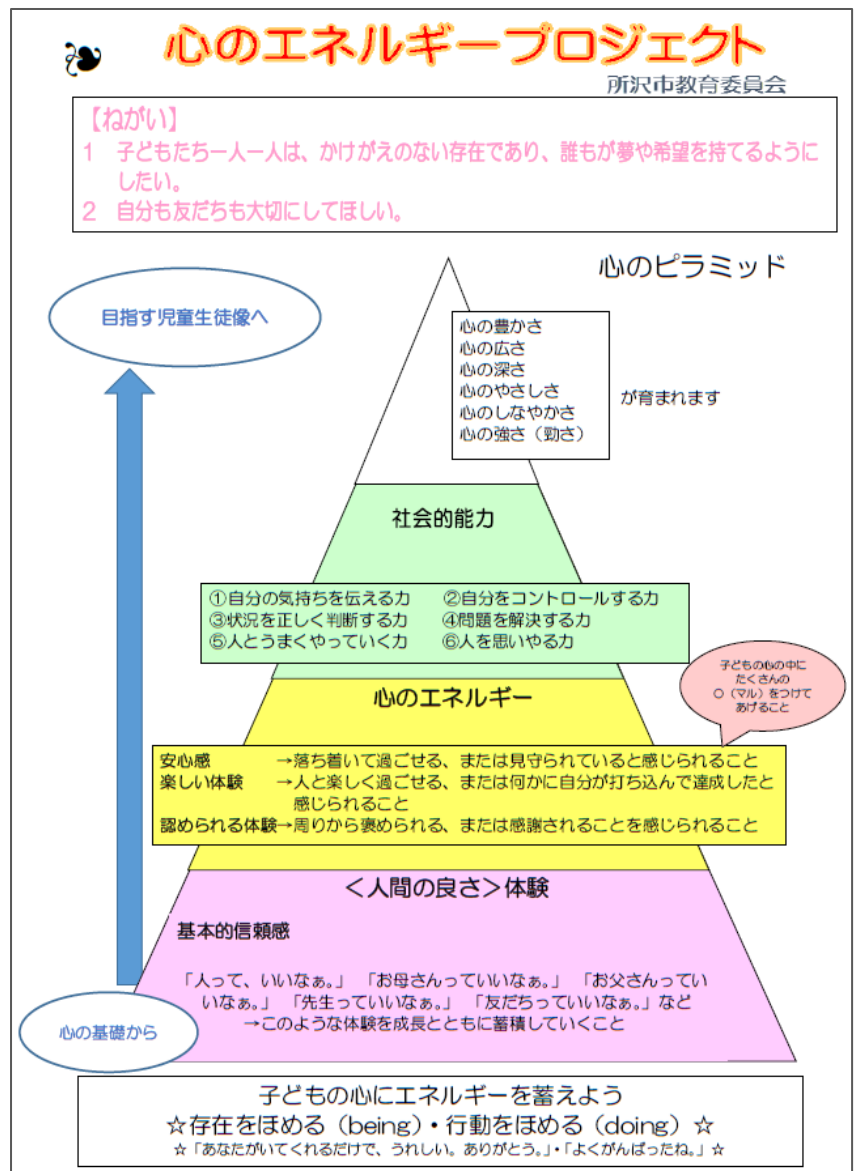 心のエネルギープロジェクト
所沢市教育委員会
【ねがい】
1 子どもたち一人一人は、かけがえのない存在であり、誰もが夢や希望を持てるように
したい。
2 自分も友だちも大切にしてほしい。
心のピラミッド
目指す児童生徒像へ
心の豊かさ
心の広さ
心の深さ
心のやさしさ
心のしなやかさ
心の強さ（勁さ）
が育まれます
社会的能力
①自分の気持ちを伝える力 ②自分をコントロールする力
③状況を正しく判断する力 ④問題を解決する力
⑤人とうまくやっていく力 ⑥人を思いやる力
子どもの心の中に
たくさんの
○（マル）をつけて
あげること
心のエネルギー
安心感 →落ち着いて過ごせる、または見守られていると感じられること
楽しい体験 →人と楽しく過ごせる、または何かに自分が打ち込んで達成したと
感じられること
認められる体験→周りから褒められる、または感謝されることを感じられること
＜人間の良さ＞体験
基本的信頼感
「人って、いいなぁ。」 「お母さんっていいなぁ。」 「お父さんってい
いなぁ。」 「先生っていいなぁ。」 「友だちっていいなぁ。」など
→このような体験を成長とともに蓄積していくこと
心の基礎から
子どもの心にエネルギーを蓄えよう
☆存在をほめる（being）・行動をほめる（doing）☆
☆「あなたがいてくれるだけで、うれしい。ありがとう。」・「よくがんばったね。」☆